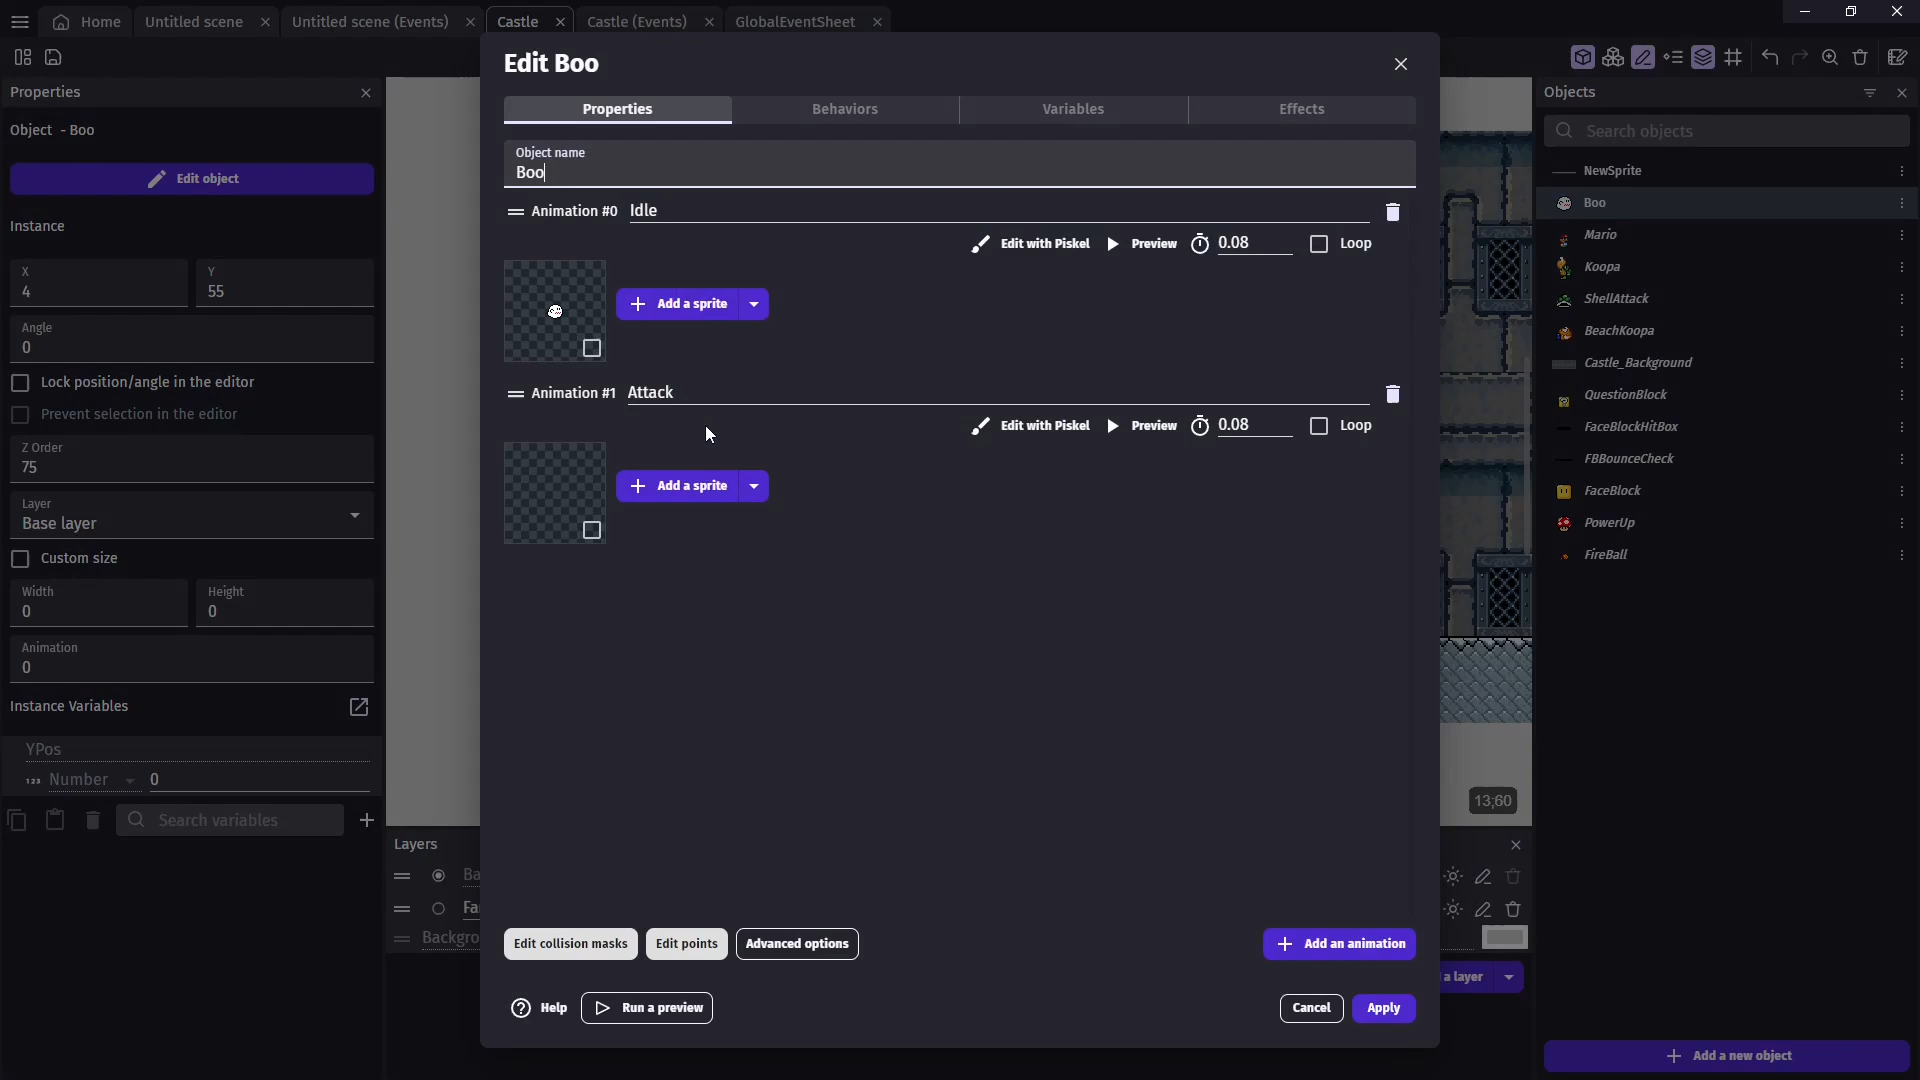 Home
Untitled scene
Untitled scene (Events)
Castle
Castle (Events)
GlobalEventSheet
Properties
Object - Boo
Edit object
Instance
X
4
Y
55
Angle
0
Lock position/angle in the editor
Prevent selection in the editor
Z Order
75
Layer
Base layer
Custom size
Width
0
Height
0
Animation
0
Instance Variables
YPos
123 Number 0
Search variables
Layers
Ba
Fa
Backgro
Edit Boo
Properties
Behaviors
Variables
Effects
Object name
Boo
Animation #0 Idle
Edit with Piskel
Preview
0.08
Loop
Add a sprite
Animation #1 Attack
Edit with Piskel
Preview
0.08
Loop
Add a sprite
Edit collision masks
Edit points
Advanced options
Add an animation
Help
Run a preview
Cancel
Apply
13;60
a layer
Objects
Search objects
NewSprite
Boo
Mario
Koopa
ShellAttack
BeachKoopa
Castle_Background
QuestionBlock
FaceBlockHitBox
FBBounceCheck
FaceBlock
PowerUp
FireBall
Add a new object